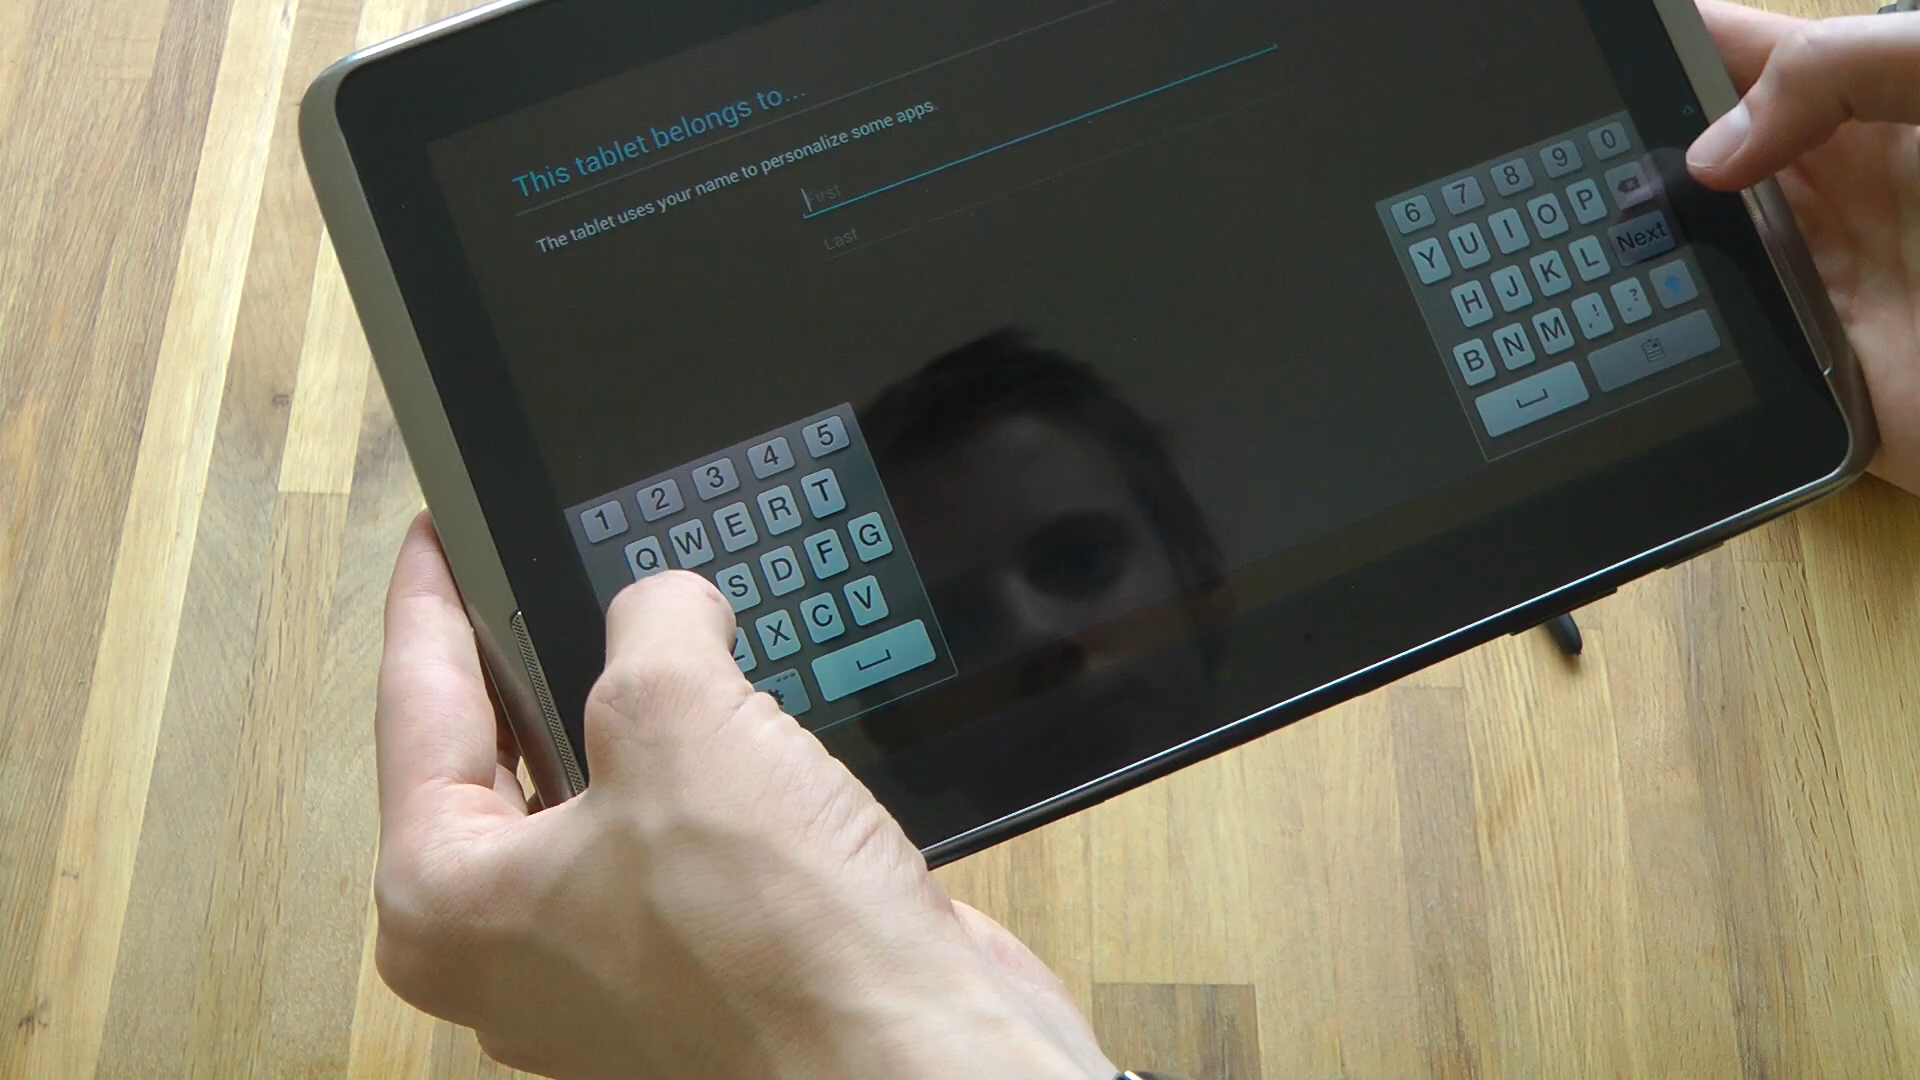 This tablet belongs to...
The tablet uses your name to personalize some apps.
First
Last
1 2 3 4 5
Q W E R T
S D F G
Z X C V
6 7 8 9 0
Y U I O P
H J K L Next
B N M , ! . ?